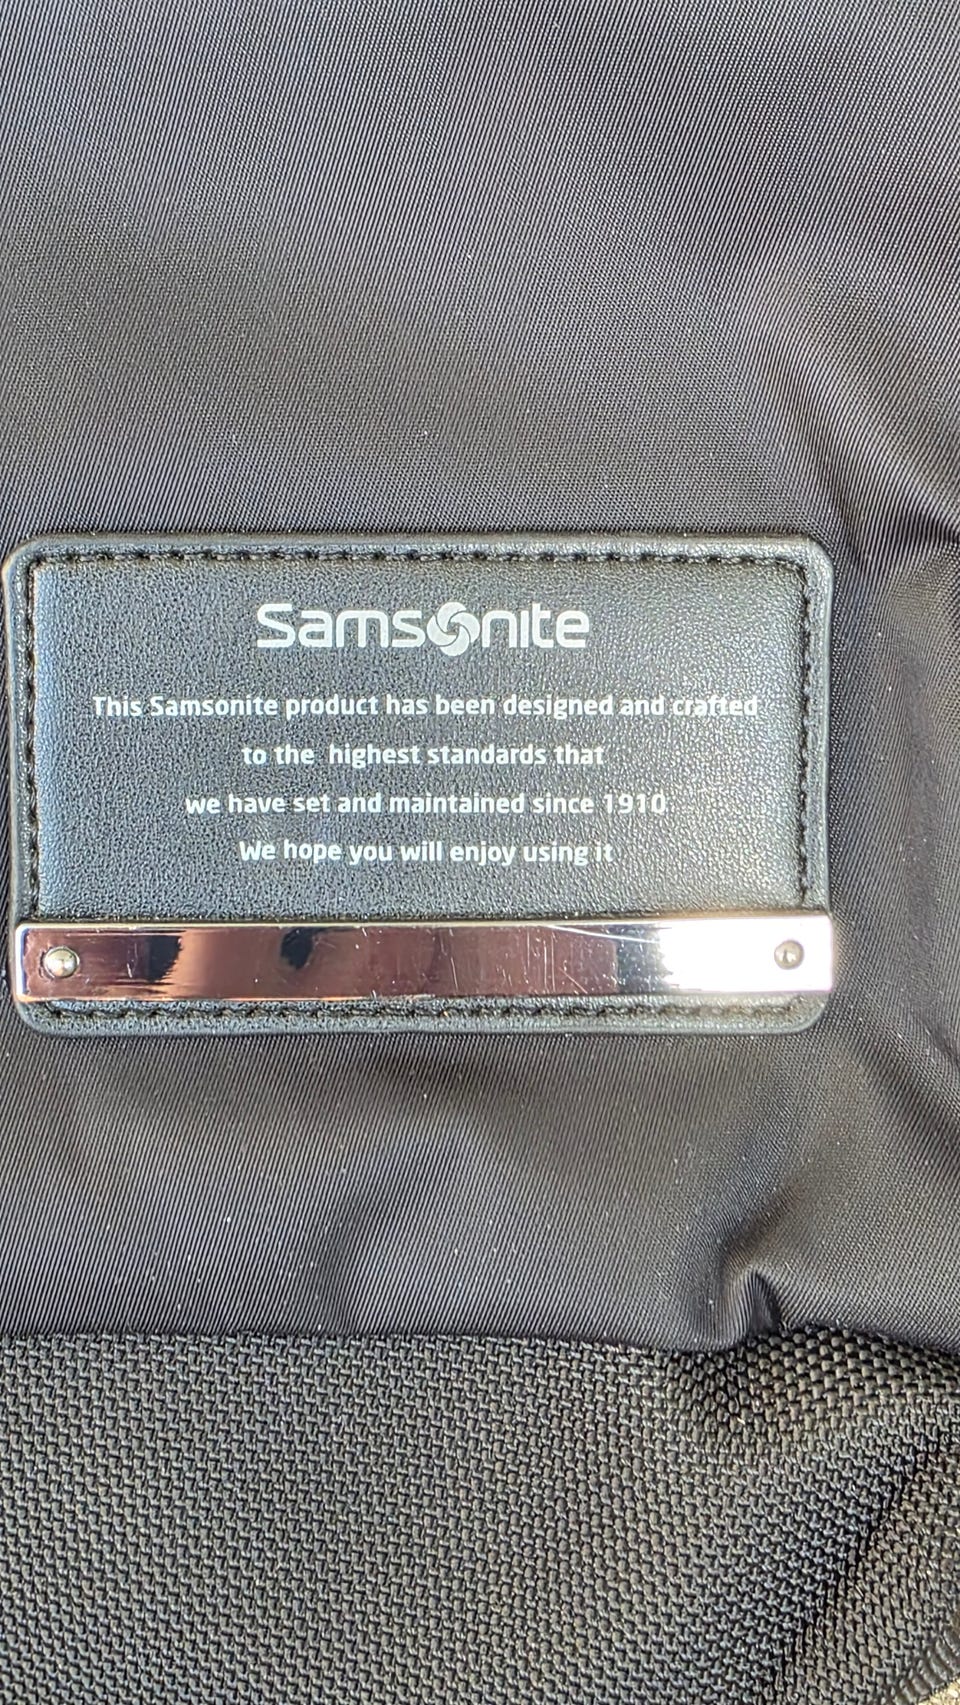 Samsonite
This Samsonite product has been designed and crafted
to the highest standards that
we have set and maintained since 1910
We hope you will enjoy using it